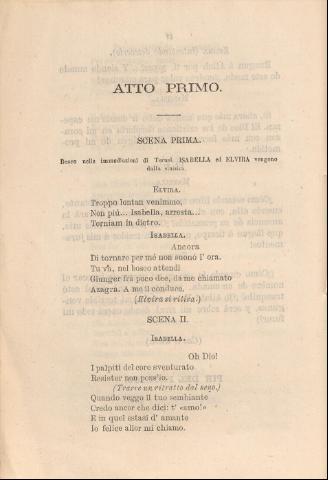 ATTO PRIMO.
SCENA PRIMA.
Bosco nelle immediazioni di Teruel ISABELLA ed ELVIRA vengono
dalla sinistra.
ELVIRA.
Troppo lontan venimmo,
Non più... Isabella, arresta...
Torniam in dietro.
ISABELLA.
Ancora
Di tornare per me non suonò l' ora.
Tu va, nel bosco attendi
Giunger fra poco dee, da me chiamato
Azagra. A me il conduce.
(Elvira si ritira.)
SCENA II.
ISABELLA.
Oh Dio!
I palpiti del core sventurato
Resister non poss'io.
(Traece un ritratto dal seno.)
Quando veggo il tuo sembiante
Credo ancor che dici: t' «amo!»
E in quel estasi d' amante
Io felice allor mi chiamo.